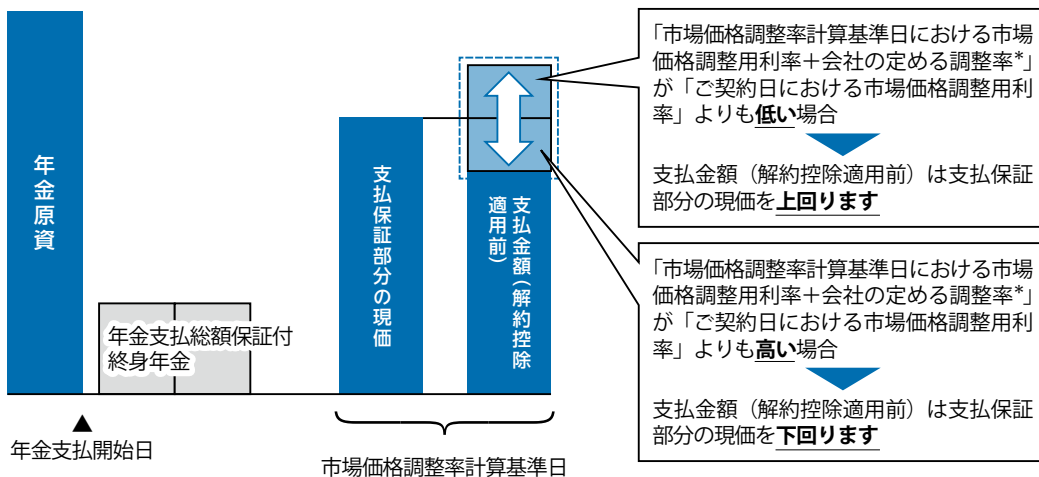 年金原資
年金支払総額保証付
終身年金
支払保証部分の現価
支払金額（解約控除
適用前）
▲
年金支払開始日
市場価格調整率計算基準日
「市場価格調整率計算基準日における市場
価格調整用利率＋会社の定める調整率*」
が「ご契約日における市場価格調整用利
率」よりも低い場合
支払金額（解約控除適用前）は支払保証
部分の現価を上回ります
「市場価格調整率計算基準日における市場
価格調整用利率＋会社の定める調整率*」
が「ご契約日における市場価格調整用利
率」よりも高い場合
支払金額（解約控除適用前）は支払保証
部分の現価を下回ります